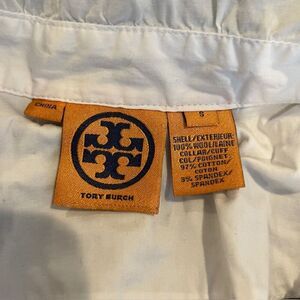 CHINA
TORY BURCH
S
SHELL/EXTERIEUR:
100% WOOL/LAINE
COLLAR/CUFF
COL/POIGNET:
97% COTTON/
COTON
3% SPANDEX/
SPANDEX